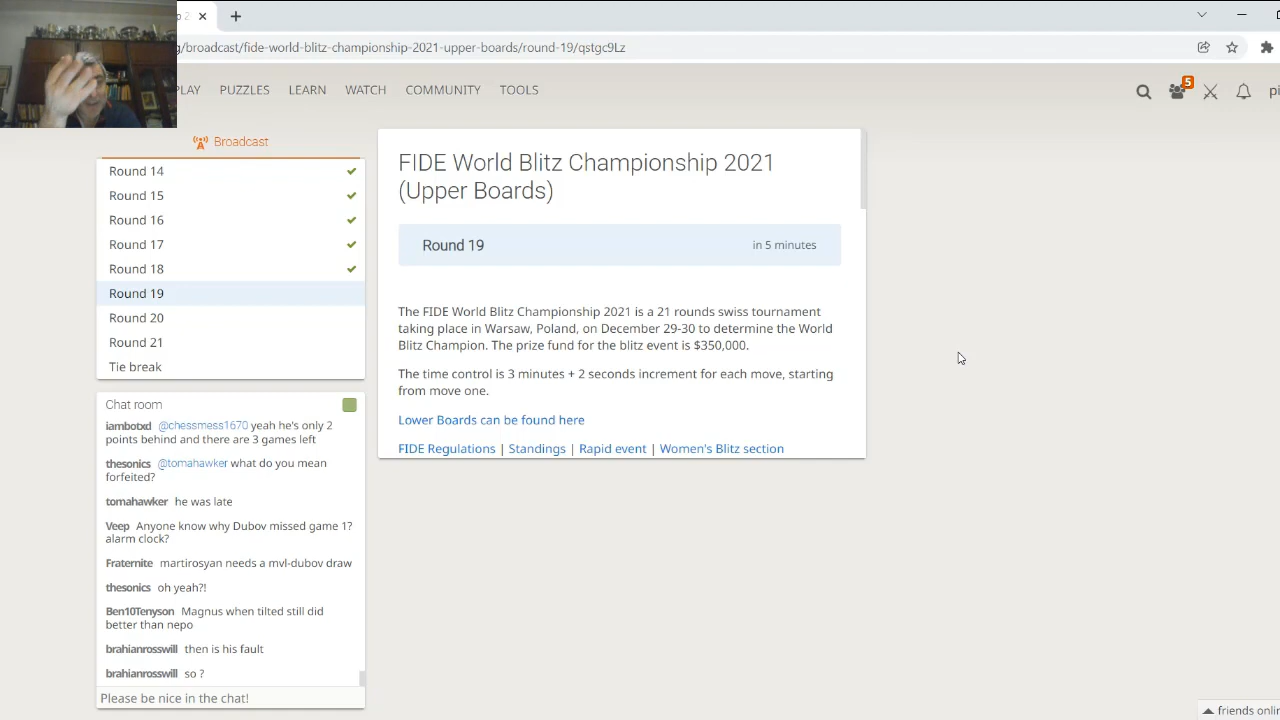 g/broadcast/fide-world-blitz-championship-2021-upper-boards/round-19/qstgc9Lz
PLAY PUZZLES LEARN WATCH COMMUNITY TOOLS
5
Broadcast
Round 14
Round 15
Round 16
Round 17
Round 18
Round 19
Round 20
Round 21
Tie break
FIDE World Blitz Championship 2021
(Upper Boards)
Round 19 in 5 minutes
The FIDE World Blitz Championship 2021 is a 21 rounds swiss tournament
taking place in Warsaw, Poland, on December 29-30 to determine the World
Blitz Champion. The prize fund for the blitz event is $350,000.
The time control is 3 minutes + 2 seconds increment for each move, starting
from move one.
Lower Boards can be found here
FIDE Regulations | Standings | Rapid event | Women's Blitz section
Chat room
iambotxd @chessmess1670 yeah he's only 2
points behind and there are 3 games left
thesonics @tomahawker what do you mean
forfeited?
tomahawker he was late
Veep Anyone know why Dubov missed game 1?
alarm clock?
Fraternite martirosyan needs a mvl-dubov draw
thesonics oh yeah?!
Ben10Tenyson Magnus when tilted still did
better than nepo
brahianrosswill then is his fault
brahianrosswill so ?
Please be nice in the chat!
friends onli